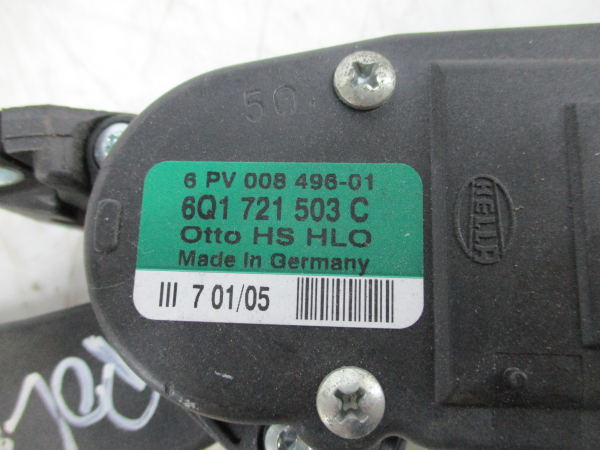 50
6 PV 008 496-01
6Q1 721 503 C
Otto HS HLO
Made in Germany
III 7 01/05
HELLA